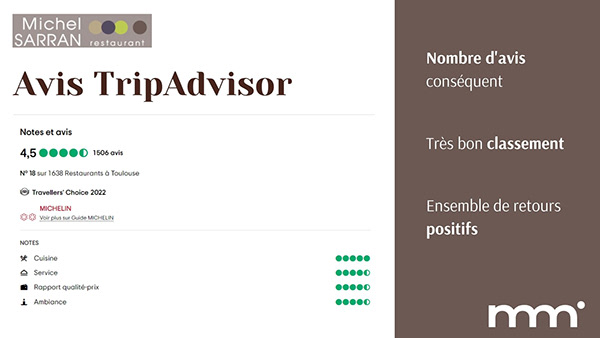 Michel
SARRAN restaurant
Avis TripAdvisor
Notes et avis
4,5 1506 avis
N° 18 sur 1638 Restaurants à Toulouse
Travellers' Choice 2022
MICHELIN
Voir plus sur Guide MICHELIN
NOTES
Cuisine
Service
Rapport qualité-prix
Ambiance
Nombre d'avis
conséquent
Très bon classement
Ensemble de retours
positifs
mmi